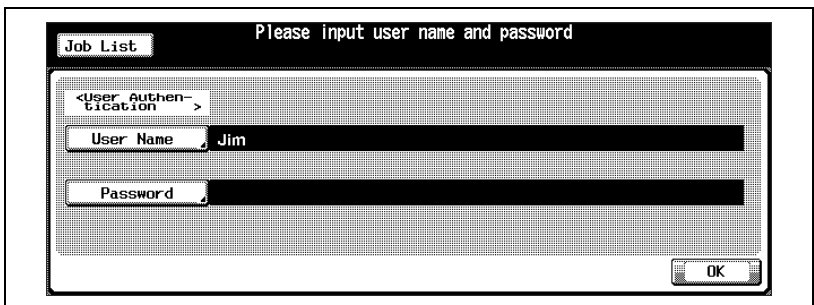 Please input user name and password
Job List
<User Authen-
tication >
User Name Jim
Password
OK